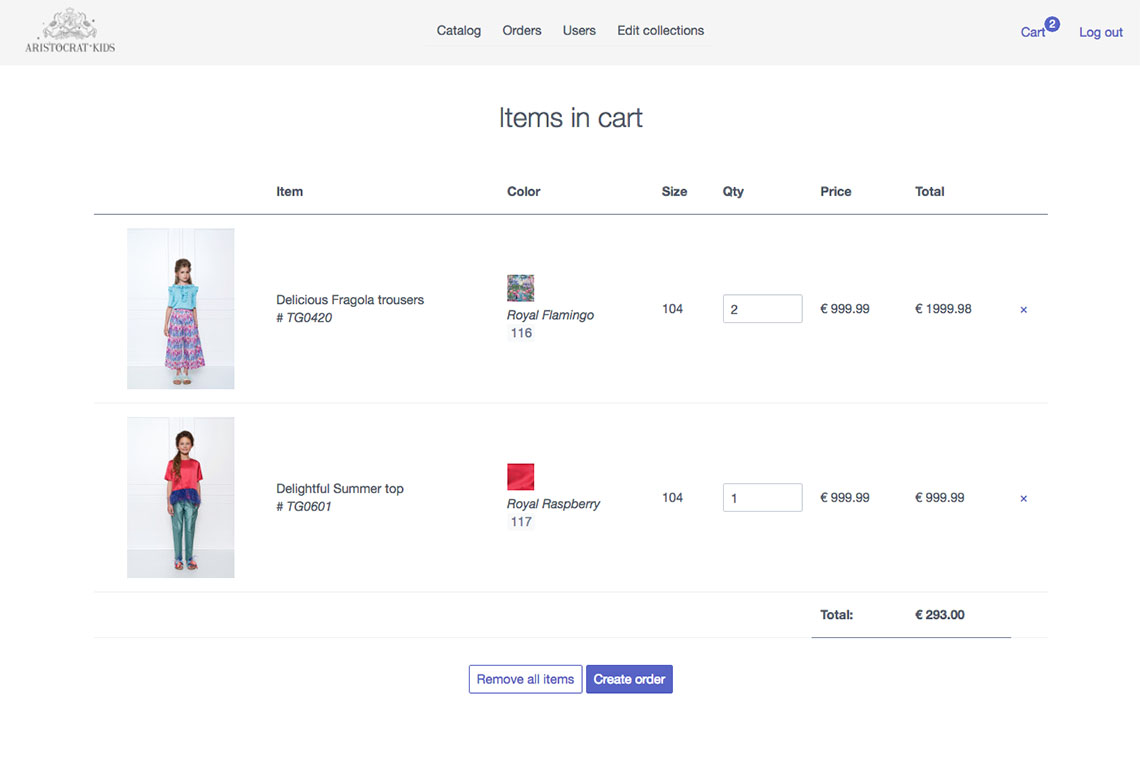 ARISTOCRAT·KIDS
Catalog Orders Users Edit collections
Cart 2 Log out
Items in cart
Item Color Size Qty Price Total
Delicious Fragola trousers
# TG0420
Royal Flamingo
116
104 2 € 999.99 € 1999.98 ×
Delightful Summer top
# TG0601
Royal Raspberry
117
104 1 € 999.99 € 999.99 ×
Total: € 293.00
Remove all items Create order